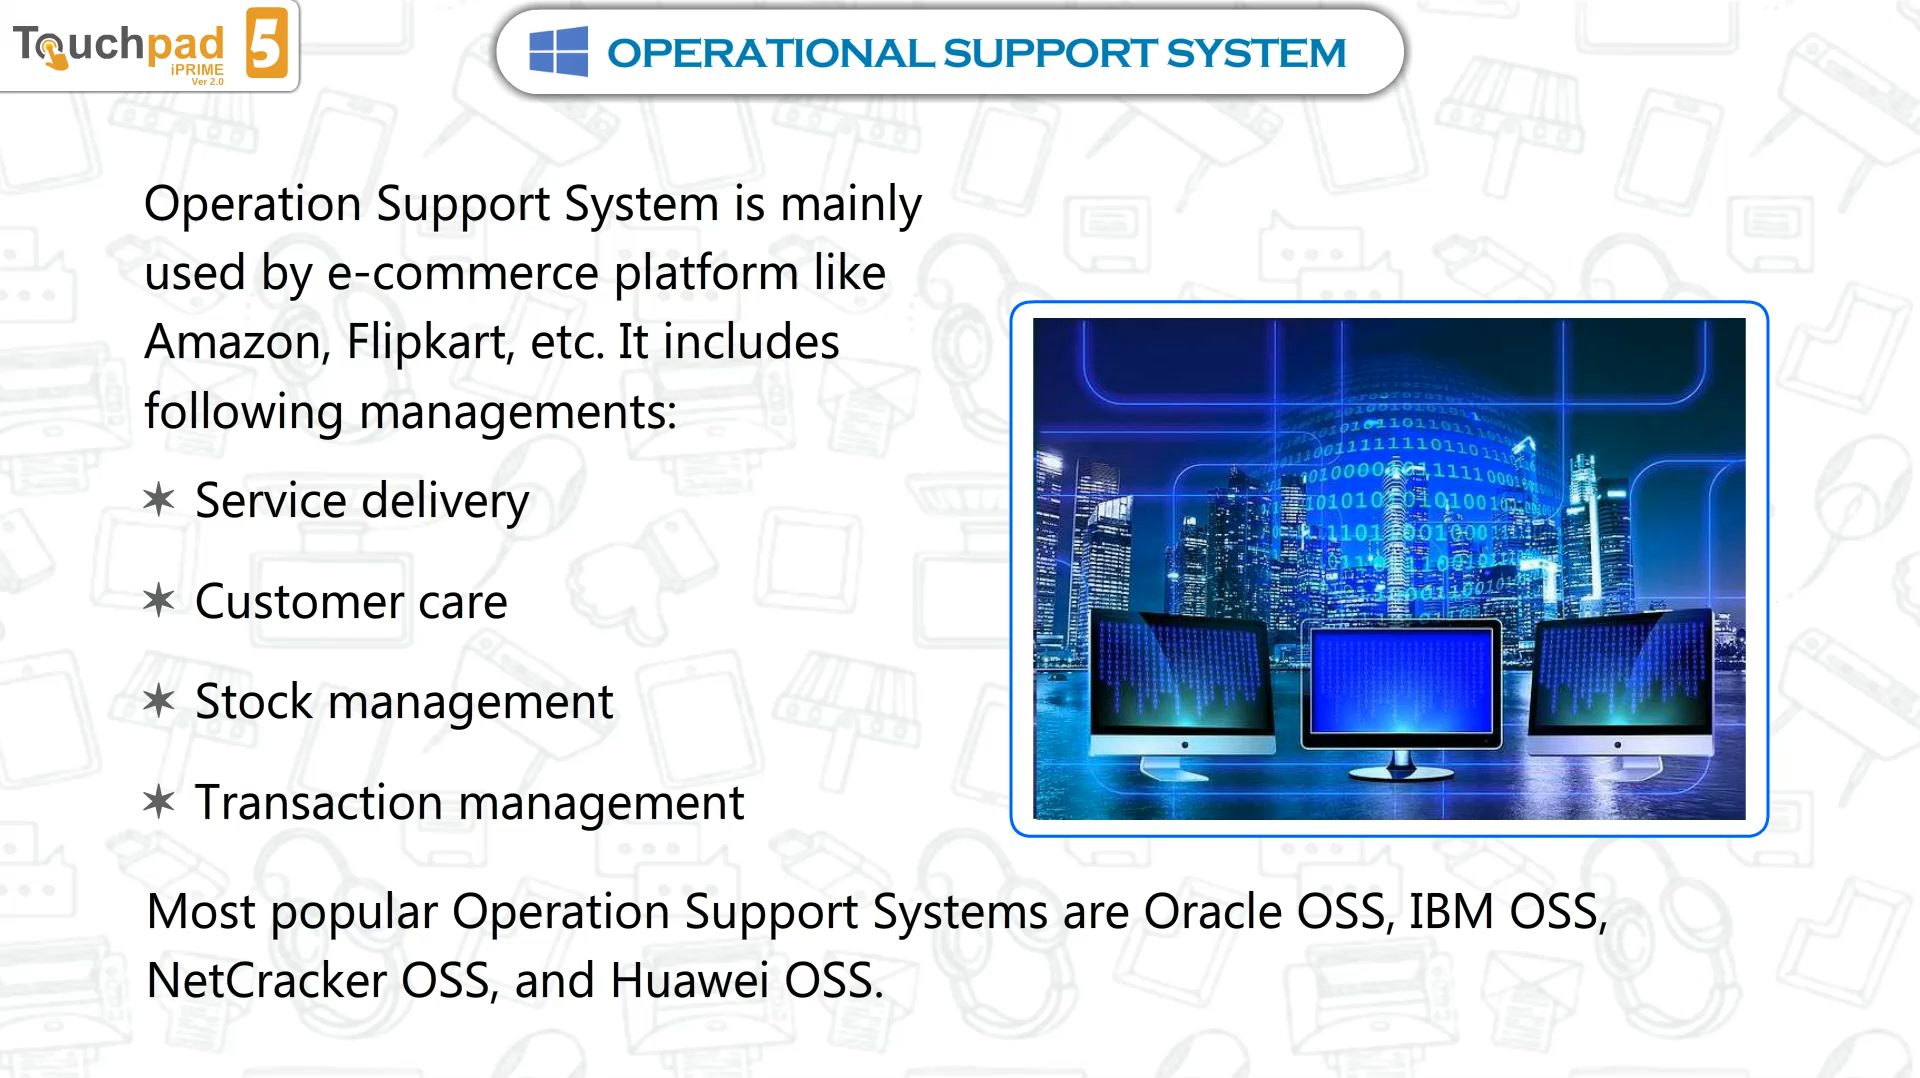 Touchpad 5
iPRIME
Ver 2.0
OPERATIONAL SUPPORT SYSTEM
Operation Support System is mainly
used by e-commerce platform like
Amazon, Flipkart, etc. It includes
following managements:
✶ Service delivery
✶ Customer care
✶ Stock management
✶ Transaction management
Most popular Operation Support Systems are Oracle OSS, IBM OSS,
NetCracker OSS, and Huawei OSS.